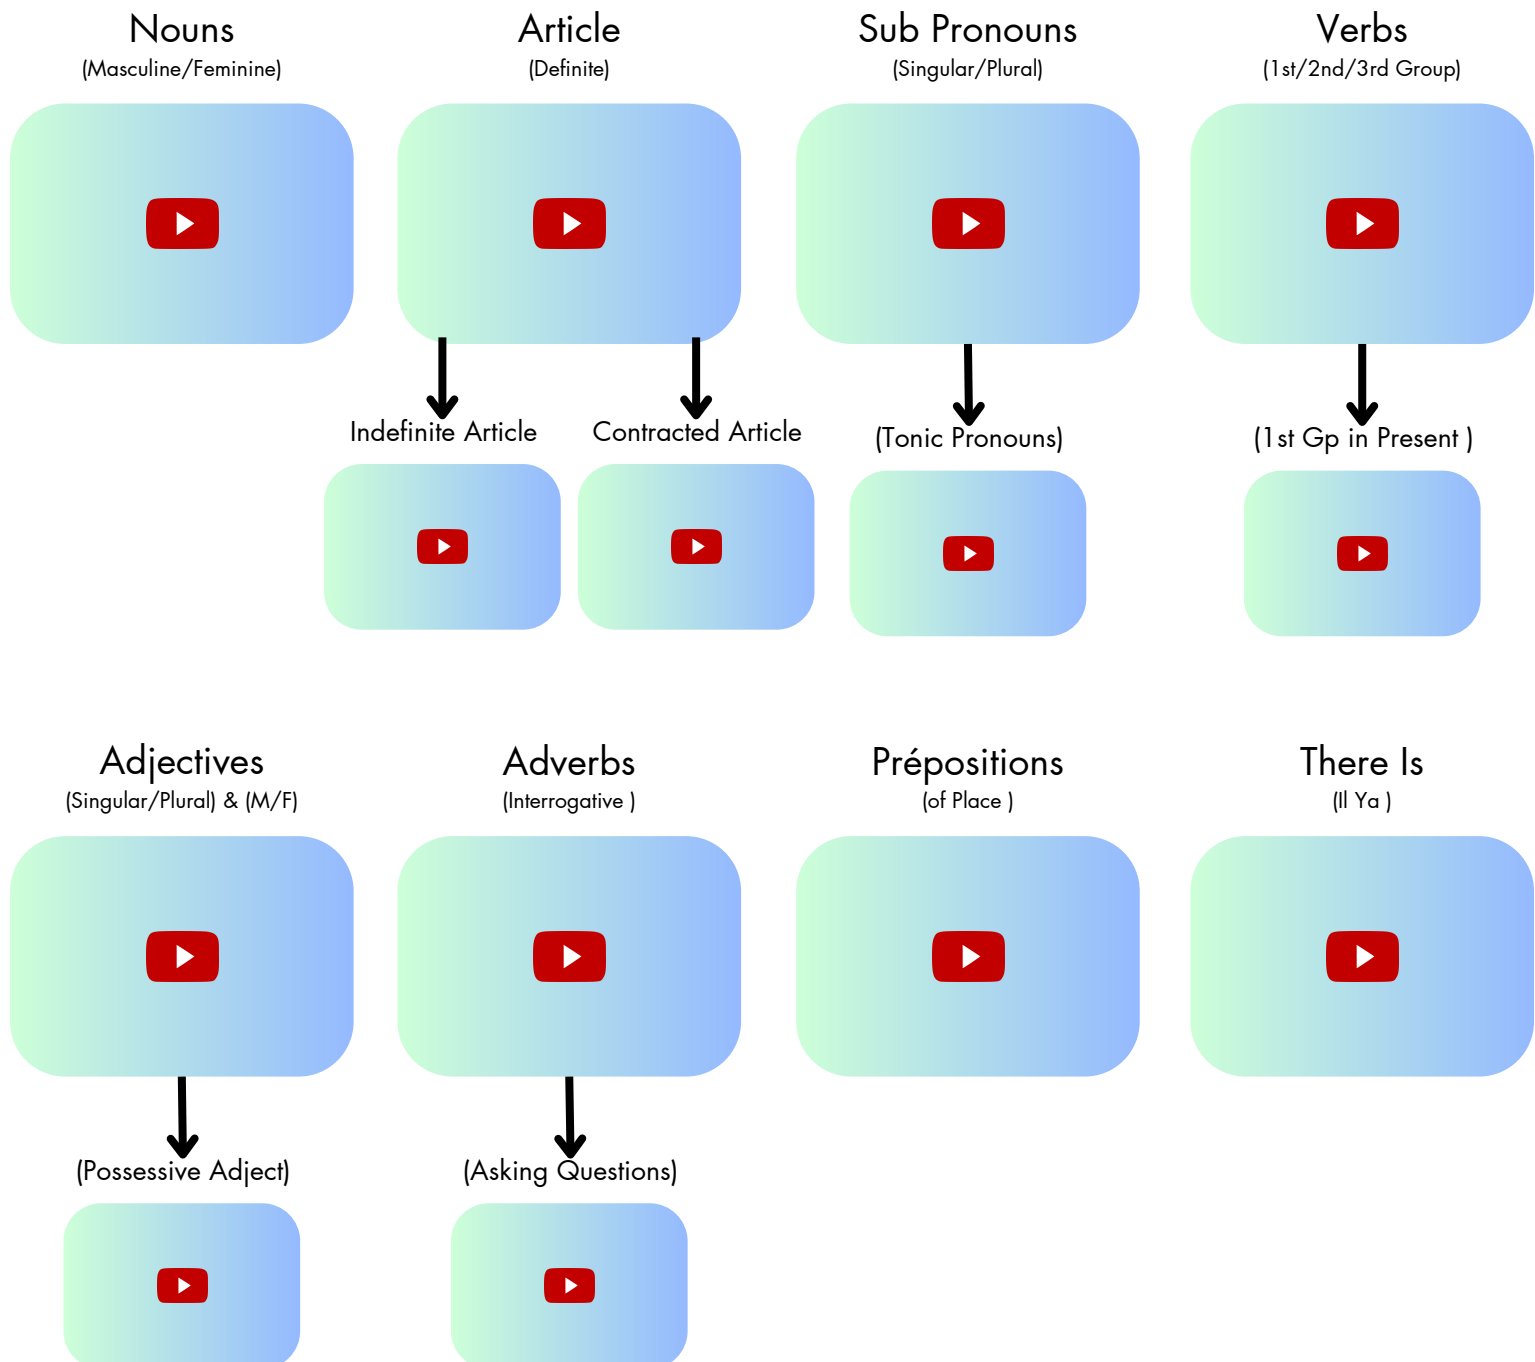 Nouns
(Masculine/Feminine)
Article
(Definite)
Sub Pronouns
(Singular/Plural)
Verbs
(1st/2nd/3rd Group)
Indefinite Article
Contracted Article
(Tonic Pronouns)
(1st Gp in Present )
Adjectives
(Singular/Plural) & (M/F)
Adverbs
(Interrogative )
Prépositions
(of Place )
There Is
(Il Ya )
(Possessive Adject)
(Asking Questions)